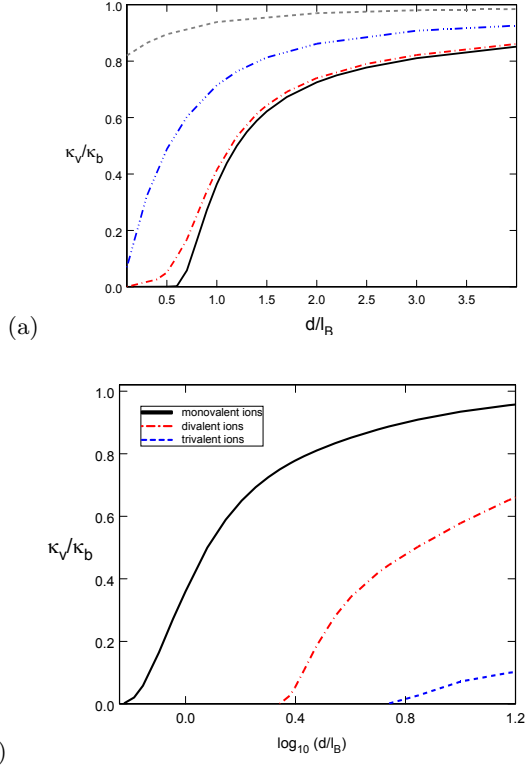 1.0
0.8
0.6
κv/κb
0.4
0.2
0.0
0.5 1.0 1.5 2.0 2.5 3.0 3.5
d/lB
(a)
1.0
monovalent ions
divalent ions
0.8
trivalent ions
0.6
κv/κb
0.4
0.2
0.0
0.0 0.4 0.8 1.2
log10 (d/lB)
)